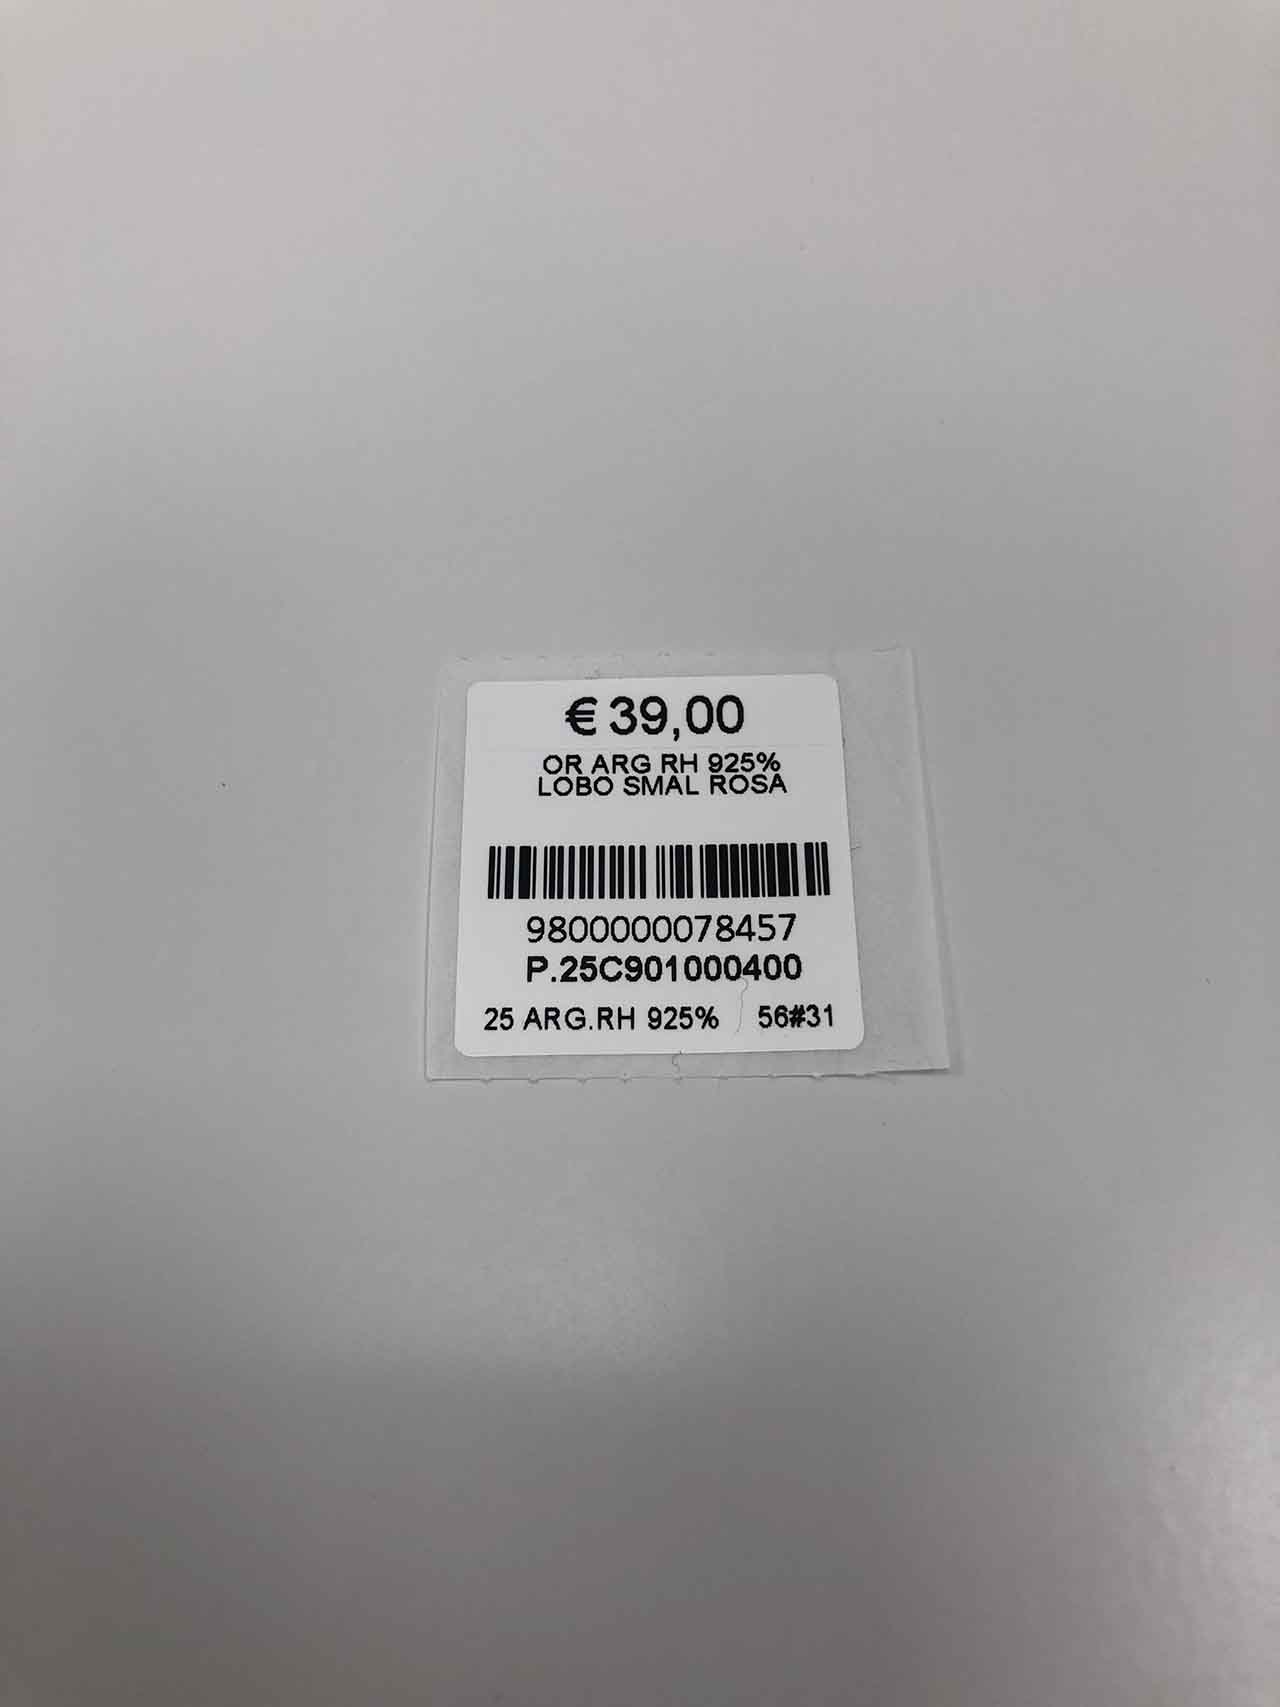 € 39,00
OR ARG RH 925%
LOBO SMAL ROSA
9800000078457
P.25C901000400
25 ARG.RH 925% 56#31